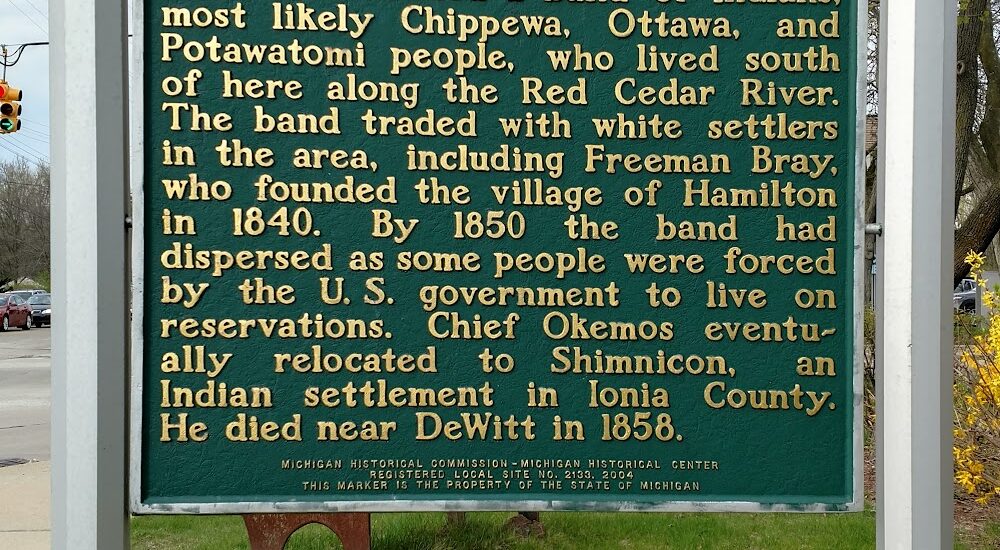 of Indians,
most likely Chippewa, Ottawa, and
Potawatomi people, who lived south
of here along the Red Cedar River.
The band traded with white settlers
in the area, including Freeman Bray,
who founded the village of Hamilton
in 1840. By 1850 the band had
dispersed as some people were forced
by the U. S. government to live on
reservations. Chief Okemos eventu-
ally relocated to Shimnicon, an
Indian settlement in Ionia County.
He died near DeWitt in 1858.
MICHIGAN HISTORICAL COMMISSION – MICHIGAN HISTORICAL CENTER
REGISTERED LOCAL SITE NO. 2133, 2004
THIS MARKER IS THE PROPERTY OF THE STATE OF MICHIGAN